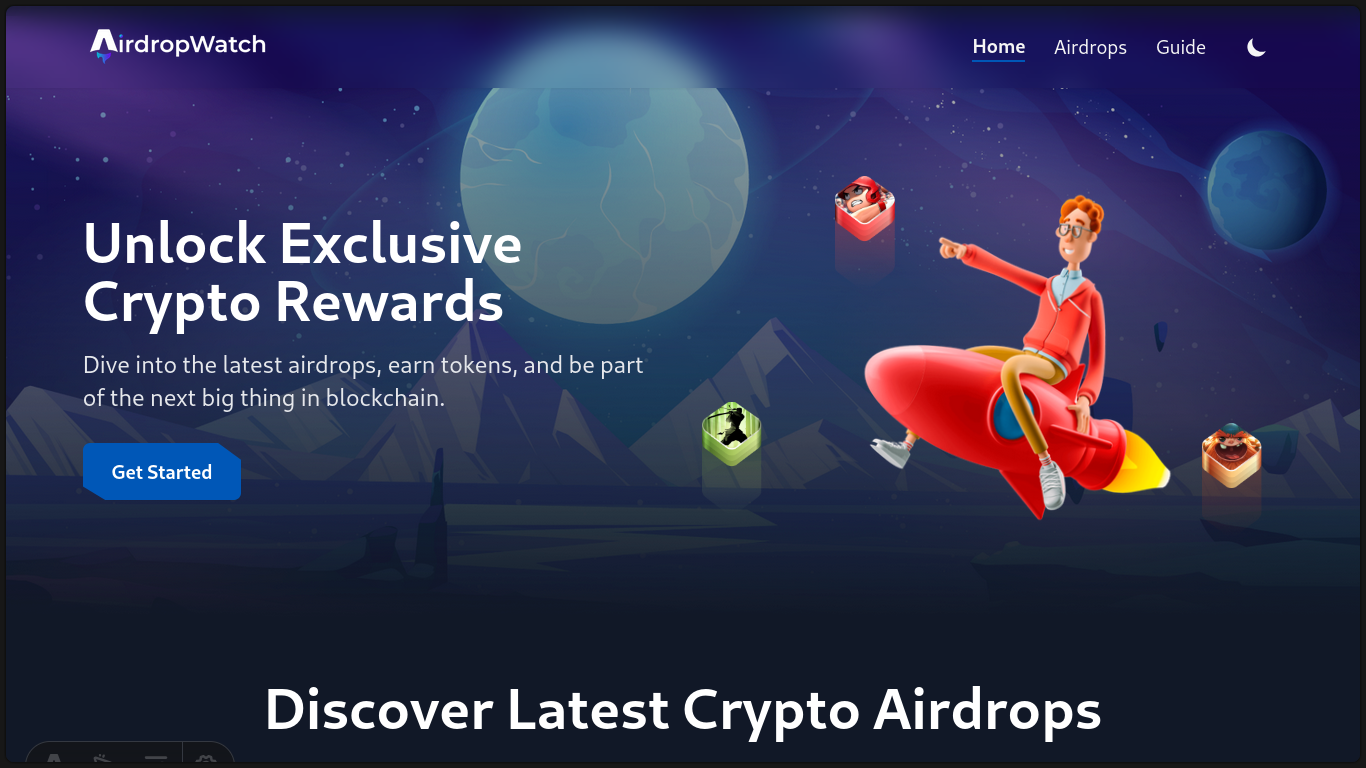 AirdropWatch
Home
Airdrops
Guide
Unlock Exclusive
Crypto Rewards
Dive into the latest airdrops, earn tokens, and be part
of the next big thing in blockchain.
Get Started
Discover Latest Crypto Airdrops